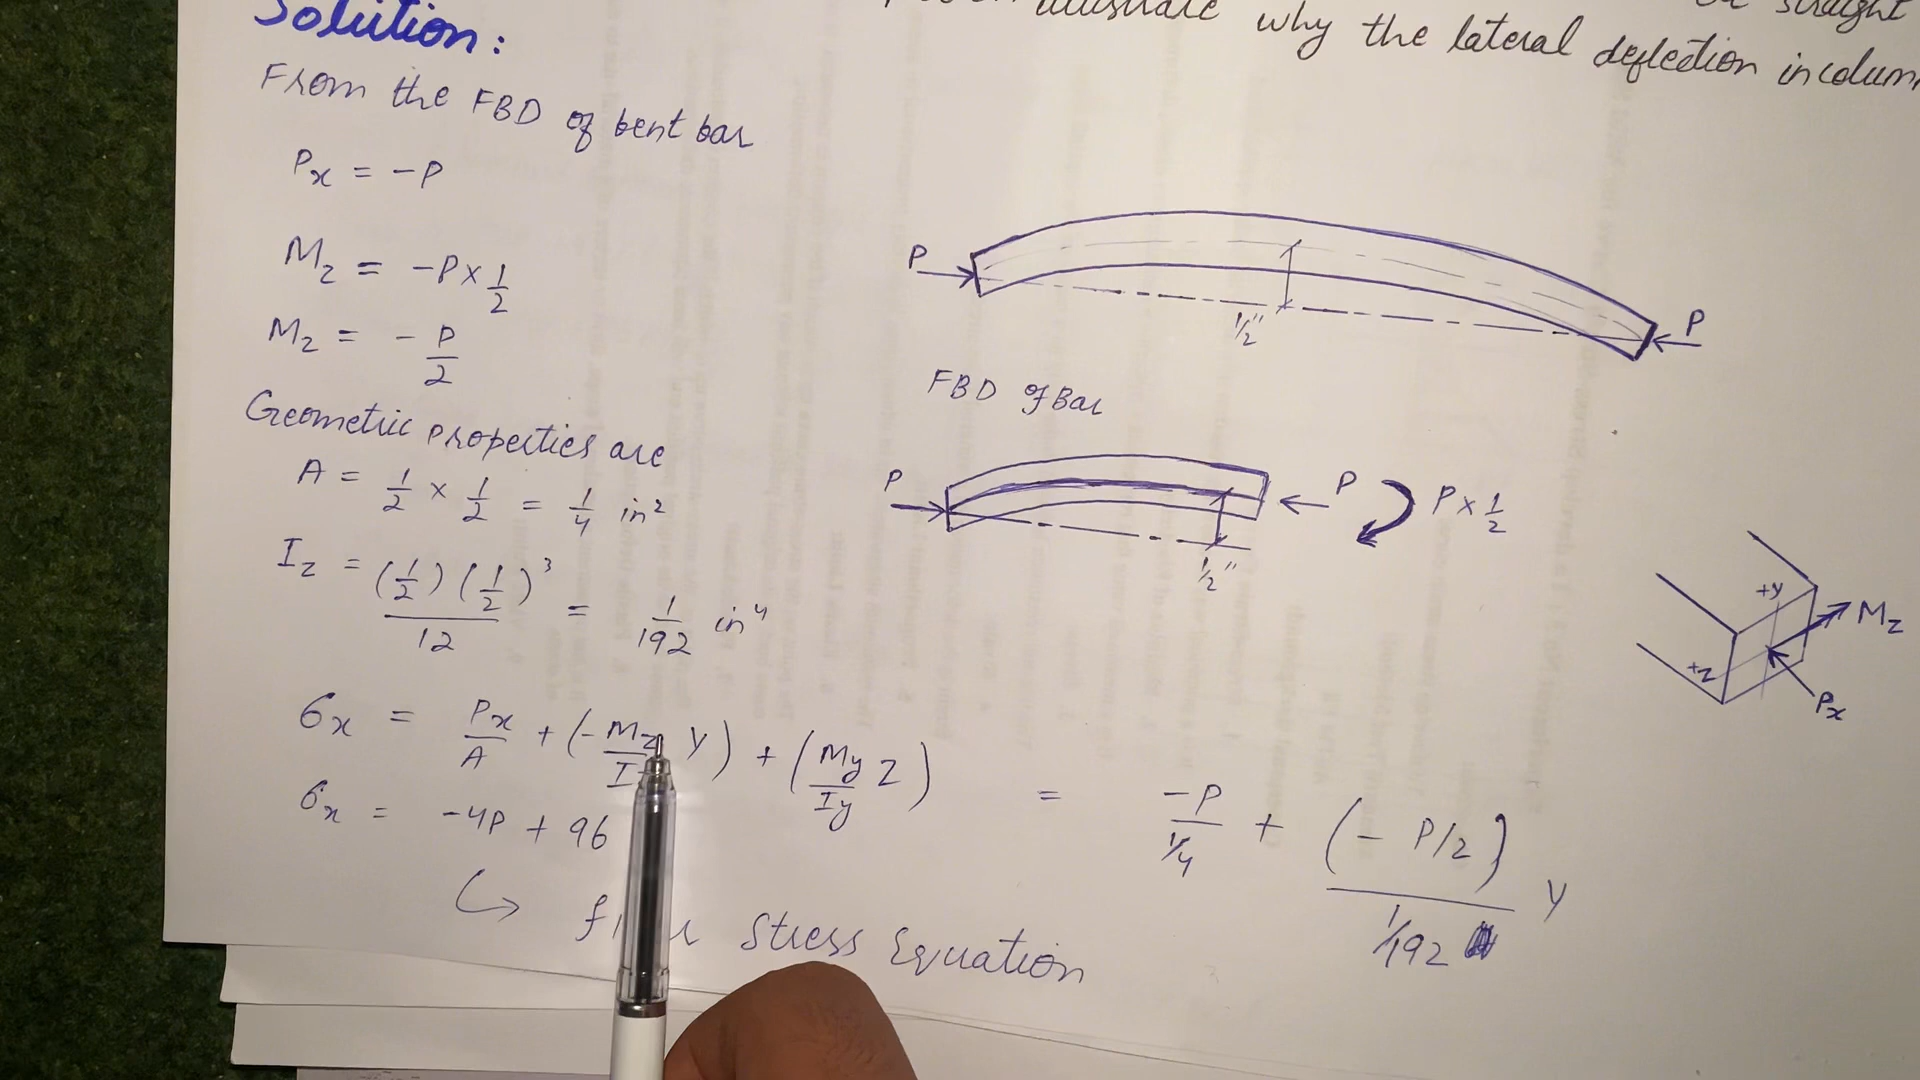 Solution:
illustrate why the lateral deflection in colum
straight
From the FBD of bent bar
Px = -P
Mz = -P × 1/2
Mz = - P/2
Geometric properties are
A = 1/2 × 1/2 = 1/4 in²
Iz = (1/2) (1/2)³ / 12 = 1/192 in⁴
σx = Px/A + (- Mz/I y) + (My/Iy z) = -P / 1/4 + (- P/2) / 1/192 y
σx = -4P + 96
↪ Stress Equation
P
1/2"
P
FBD of Bar
P
1/2"
P
P × 1/2
+y
Mz
+z
Px